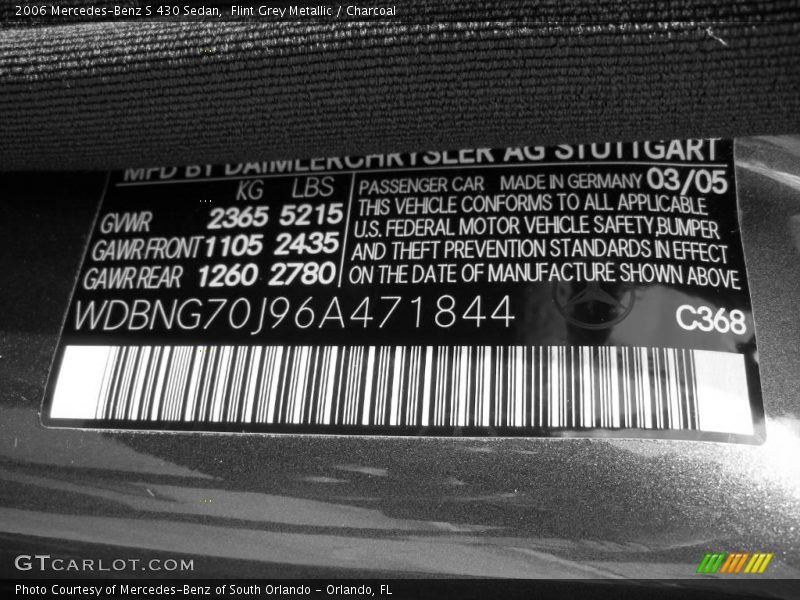 2006 Mercedes-Benz S 430 Sedan, Flint Grey Metallic / Charcoal
MFD BY DAIMLERCHRYSLER AG STUTTGART
KG LBS
GVWR 2365 5215
GAWR FRONT 1105 2435
GAWR REAR 1260 2780
PASSENGER CAR MADE IN GERMANY 03/05
THIS VEHICLE CONFORMS TO ALL APPLICABLE
U.S. FEDERAL MOTOR VEHICLE SAFETY,BUMPER
AND THEFT PREVENTION STANDARDS IN EFFECT
ON THE DATE OF MANUFACTURE SHOWN ABOVE
WDBNG70J96A471844
C368
GTCARLOT.COM
Photo Courtesy of Mercedes-Benz of South Orlando - Orlando, FL